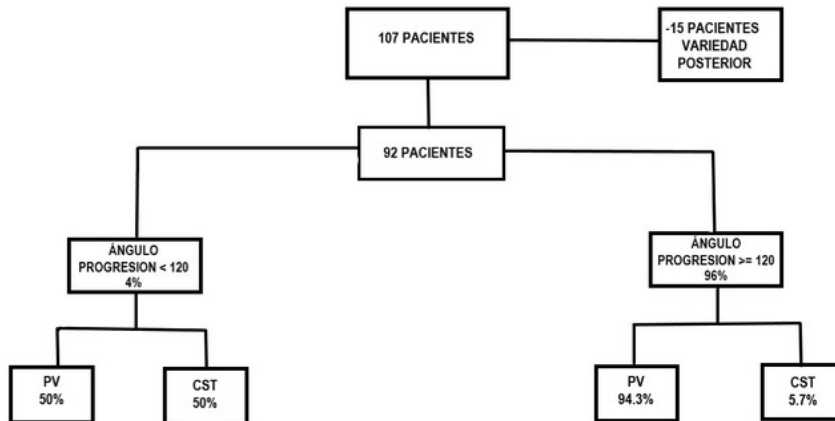 107 PACIENTES
-15 PACIENTES
VARIEDAD
POSTERIOR
92 PACIENTES
ÁNGULO
PROGRESION < 120
4%
ÁNGULO
PROGRESION >= 120
96%
PV
50%
CST
50%
PV
94.3%
CST
5.7%